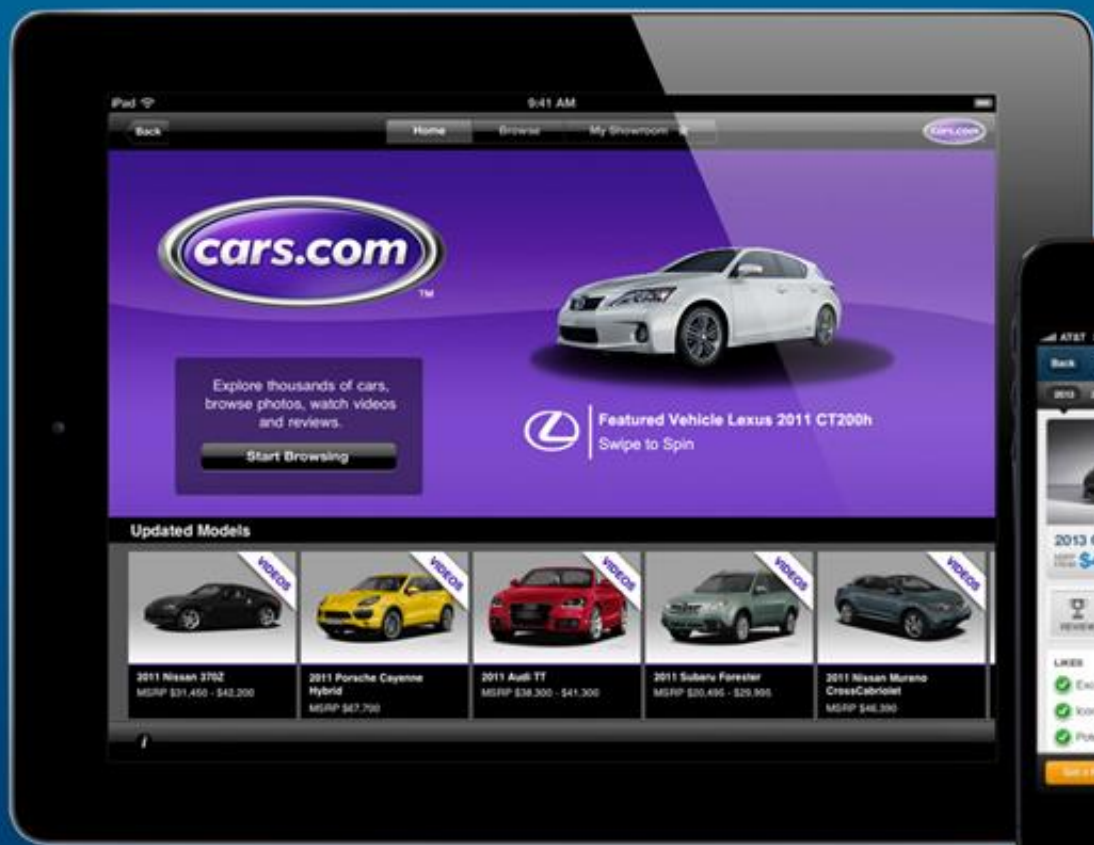 iPad
9:41 AM
Back
Home
Browse
My Showroom
cars.com
cars.com
TM
Explore thousands of cars,
browse photos, watch videos
and reviews.
Start Browsing
Featured Vehicle Lexus 2011 CT200h
Swipe to Spin
Updated Models
VIDEOS
VIDEOS
VIDEOS
VIDEOS
VIDEOS
2011 Nissan 370Z
MSRP $31,450 - $42,200
2011 Porsche Cayenne
Hybrid
MSRP $67,700
2011 Audi TT
MSRP $38,300 - $41,300
2011 Subaru Forester
MSRP $20,495 - $29,995
2011 Nissan Murano
CrossCabriolet
MSRP $46,390
i
AT&T
Back
2013
2013
LIKES